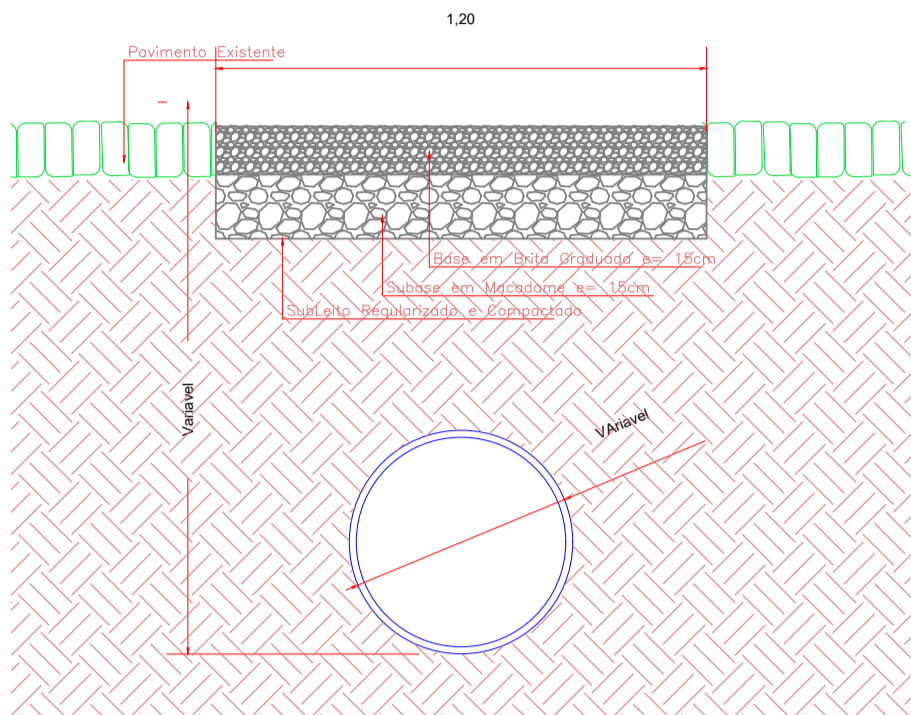 1,20
Pavimento Existente
Base em Brita Graduada e= 15cm
Subase em Macadame e= 15cm
SubLeito Regularizado e Compactado
Variavel
VAriavel